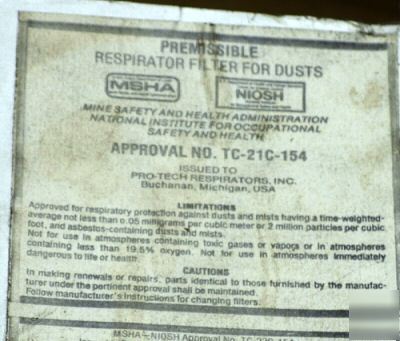 PREMISSIBLE
RESPIRATOR FILTER FOR DUSTS
MSHA
NIOSH
MINE SAFETY AND HEALTH ADMINISTRATION
NATIONAL INSTITUTE FOR OCCUPATIONAL
SAFETY AND HEALTH
APPROVAL NO. TC-21C-154
ISSUED TO
PRO-TECH RESPIRATORS, INC.
Buchanan, Michigan, USA
LIMITATIONS
Approved for respiratory protection against dusts and mists having a time-weighted-
average not less than 0.05 milligrams per cubic meter or 2 million particles per cubic
foot, and asbestos-containing dusts and mists.
Not for use in atmospheres containing toxic gases or vapors or in atmospheres
containing less than 19.5% oxygen. Not for use in atmospheres immediately
dangerous to life or health.
CAUTIONS
In making renewals or repairs, parts identical to those furnished by the manufac-
turer under the pertinent approval shall be maintained.
Follow manufacturer's instructions for changing filters.
MSHA-NIOSH Approval No.